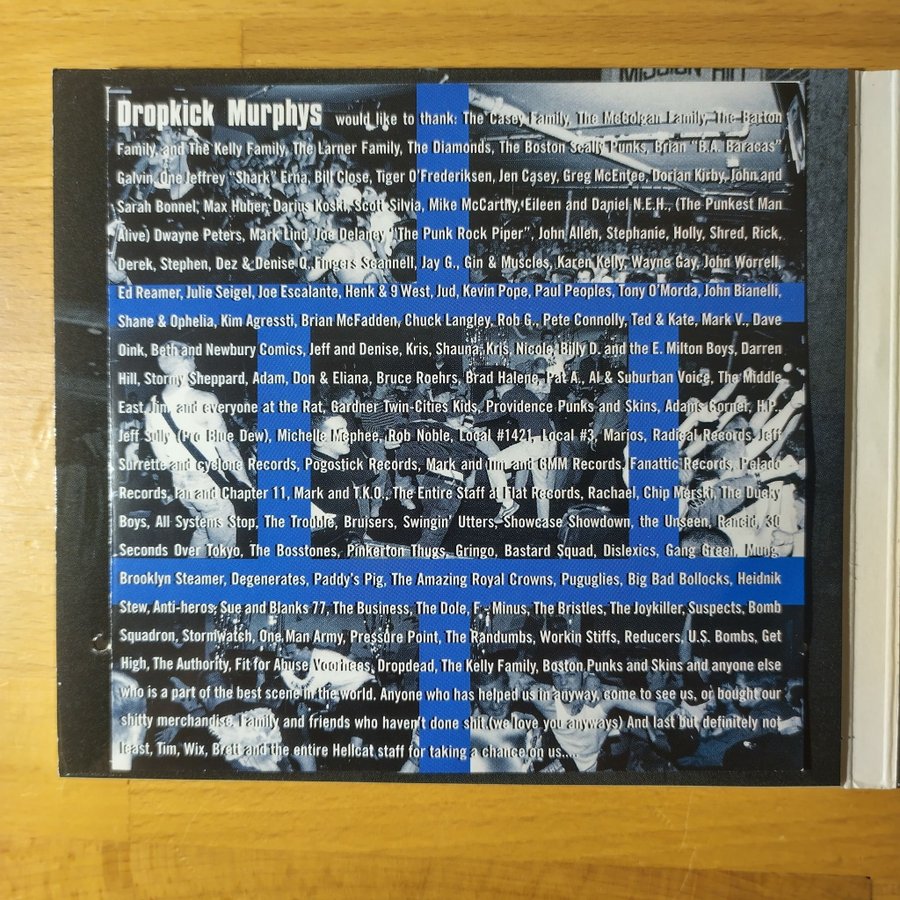 MISSION HILL
Dropkick Murphys would like to thank: The Casey Family, The McGolgan Family, The Barton
Family, and The Kelly Family, The Larner Family, The Diamonds, The Boston Scally Punks, Brian "B.A. Baracas"
Galvin, One Jeffrey "Shark" Erna, Bill Close, Tiger O'Frederiksen, Jen Casey, Greg McEntee, Dorian Kirby, John and
Sarah Bonnel, Max Huber, Darius Koski, Scott Silvia, Mike McCarthy, Eileen and Daniel N.E.H., (The Punkest Man
Alive) Dwayne Peters, Mark Lind, Joe Delaney "The Punk Rock Piper", John Allen, Stephanie, Holly, Shred, Rick,
Derek, Stephen, Dez & Denise Q, Fingers Scannell, Jay G., Gin & Muscles, Karen Kelly, Wayne Gay, John Worrell,
Ed Reamer, Julie Seigel, Joe Escalante, Henk & 9 West, Jud, Kevin Pope, Paul Peoples, Tony O'Morda, John Bianelli,
Shane & Ophelia, Kim Agressti, Brian McFadden, Chuck Langley, Rob G., Pete Connolly, Ted & Kate, Mark V., Dave
Oink, Beth and Newbury Comics, Jeff and Denise, Kris, Shauna, Kris, Nicole, Billy D. and the E. Milton Boys, Darren
Hill, Stormy Sheppard, Adam, Don & Eliana, Bruce Roehrs, Brad Halene, Pat A., Al & Suburban Voice, The Middle
East, Jim, and everyone at the Rat, Gardner Twin-Cities Kids, Providence Punks and Skins, Adams Corner, H.P.
Jeff Sully (Pro Blue Dew), Michelle Mcphee, Rob Noble, Local #1421, Local #3, Marios, Radical Records, Jeff
Surrette and cyclone Records, Pogostick Records, Mark and Jim and GMM Records, Fanattic Records, Pelado
Records, Ian and Chapter 11, Mark and T.K.O., The Entire Staff at Flat Records, Rachael, Chip Merski, The Ducky
Boys, All Systems Stop, The Trouble, Bruisers, Swingin' Utters, Showcase Showdown, the Unseen, Rancid, 30
Seconds Over Tokyo, The Bosstones, Pinkerton Thugs, Gringo, Bastard Squad, Dislexics, Gang Green, Mung,
Brooklyn Steamer, Degenerates, Paddy's Pig, The Amazing Royal Crowns, Puguglies, Big Bad Bollocks, Heidnik
Stew, Anti-heros, Sue and Blanks 77, The Business, The Dole, F - Minus, The Bristles, The Joykiller, Suspects, Bomb
Squadron, StormWatch, One Man Army, Pressure Point, The Randumbs, Workin Stiffs, Reducers, U.S. Bombs, Get
High, The Authority, Fit for Abuse Voorhees, Dropdead, The Kelly Family, Boston Punks and Skins and anyone else
who is a part of the best scene in the world. Anyone who has helped us in anyway, come to see us, or bought our
shitty merchandise. Family and friends who haven't done shit (we love you anyways) And last but definitely not
least, Tim, Wix, Brett and the entire Hellcat staff for taking a chance on us....